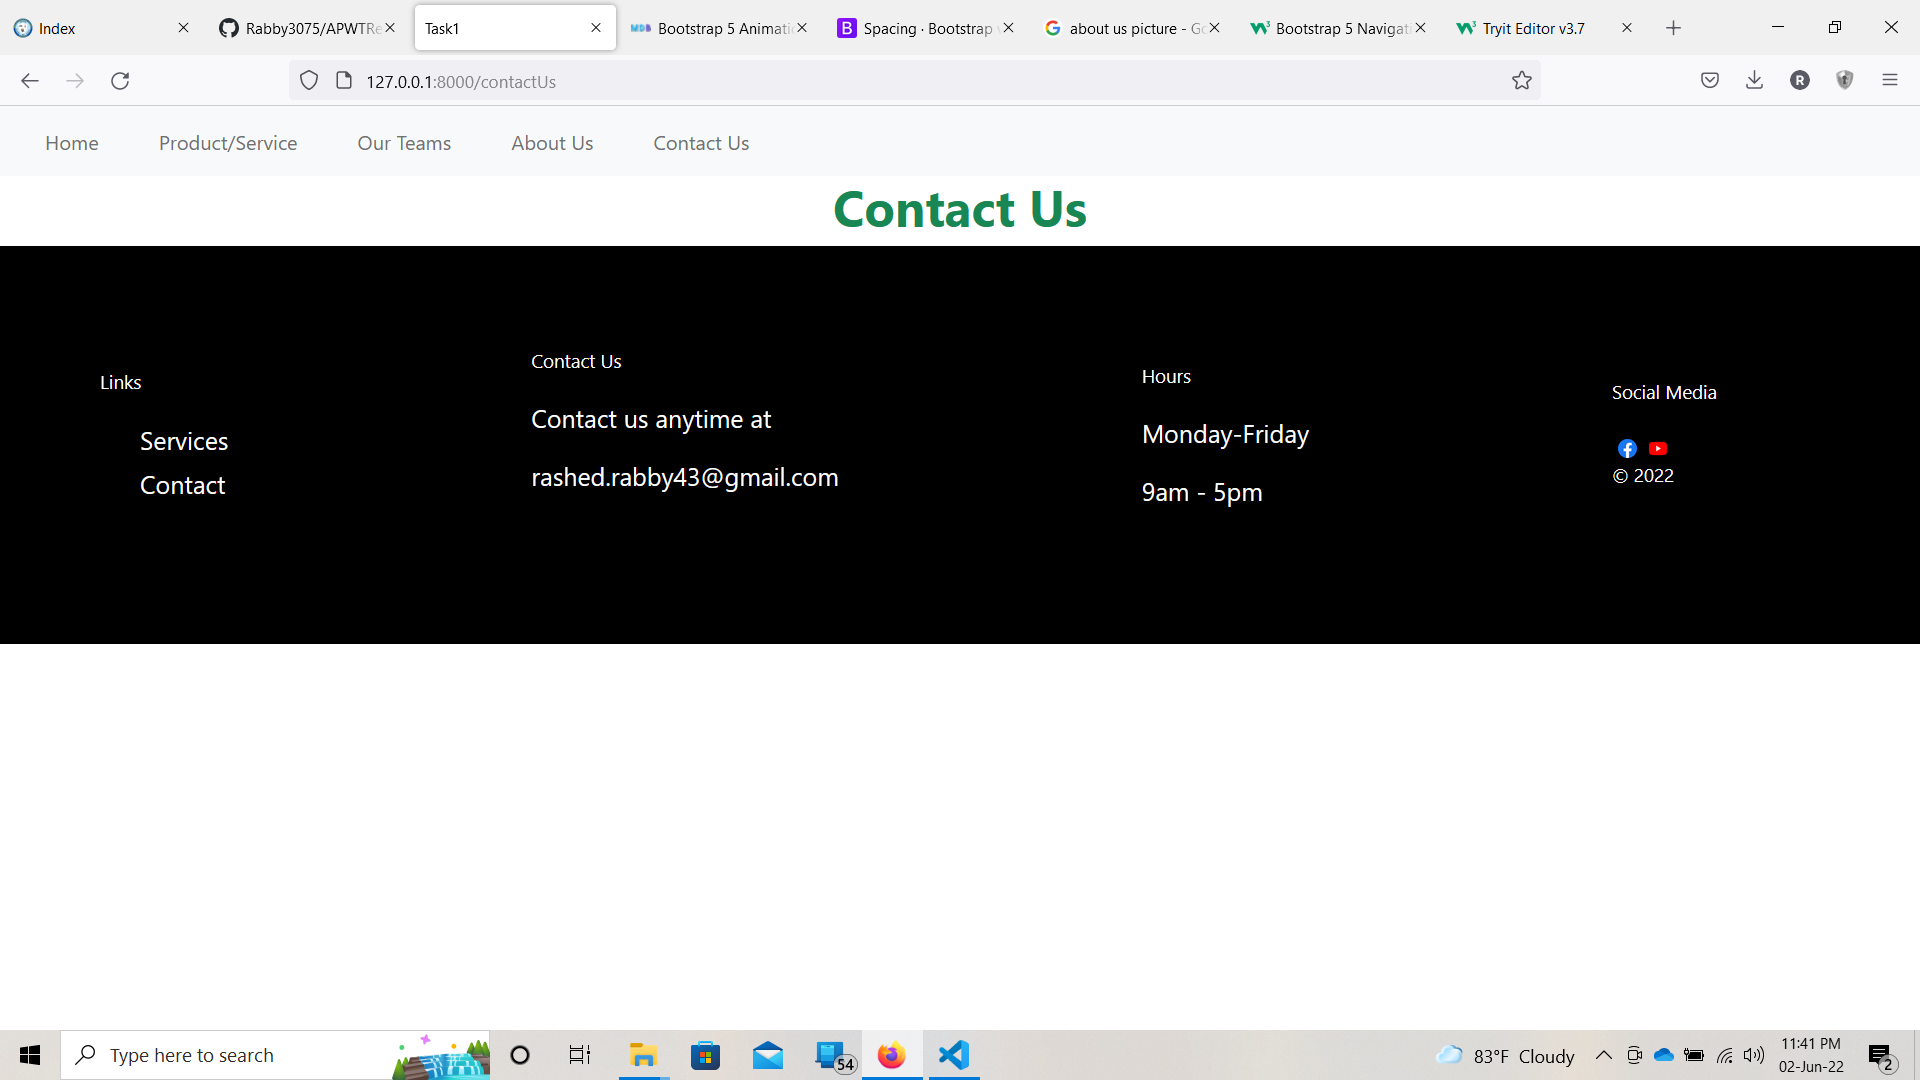 Index
Rabby3075/APWTRe
Task1
Bootstrap 5 Animati
Spacing · Bootstrap
about us picture - Go
Bootstrap 5 Navigati
Tryit Editor v3.7
127.0.0.1:8000/contactUs
R
Home
Product/Service
Our Teams
About Us
Contact Us
Contact Us
Links
Services
Contact
Contact Us
Contact us anytime at
rashed.rabby43@gmail.com
Hours
Monday-Friday
9am - 5pm
Social Media
© 2022
Type here to search
54
83°F Cloudy
11:41 PM
02-Jun-22
2